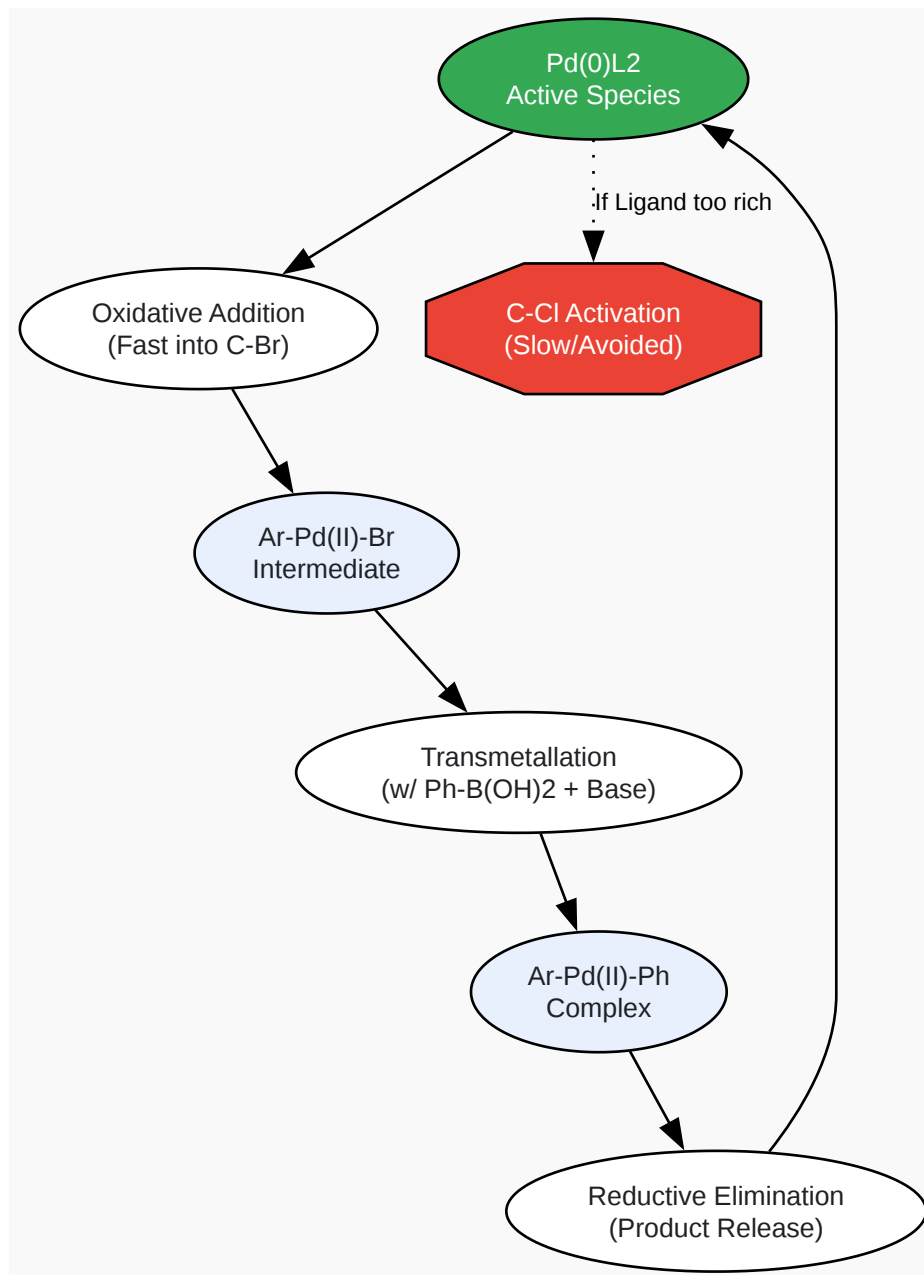 Pd(0)L2
Active Species
If Ligand too rich
Oxidative Addition
(Fast into C-Br)
C-Cl Activation
(Slow/Avoided)
Ar-Pd(II)-Br
Intermediate
Transmetallation
(w/ Ph-B(OH)2 + Base)
Ar-Pd(II)-Ph
Complex
Reductive Elimination
(Product Release)